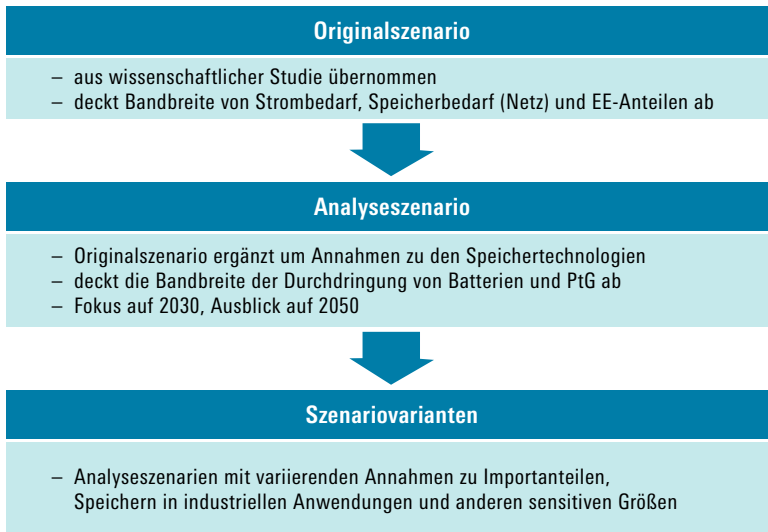 Originalszenario
– aus wissenschaftlicher Studie übernommen
– deckt Bandbreite von Strombedarf, Speicherbedarf (Netz) und EE-Anteilen ab
Analyseszenario
– Originalszenario ergänzt um Annahmen zu den Speichertechnologien
– deckt die Bandbreite der Durchdringung von Batterien und PtG ab
– Fokus auf 2030, Ausblick auf 2050
Szenariovarianten
– Analyseszenarien mit variierenden Annahmen zu Importanteilen,
Speichern in industriellen Anwendungen und anderen sensitiven Größen